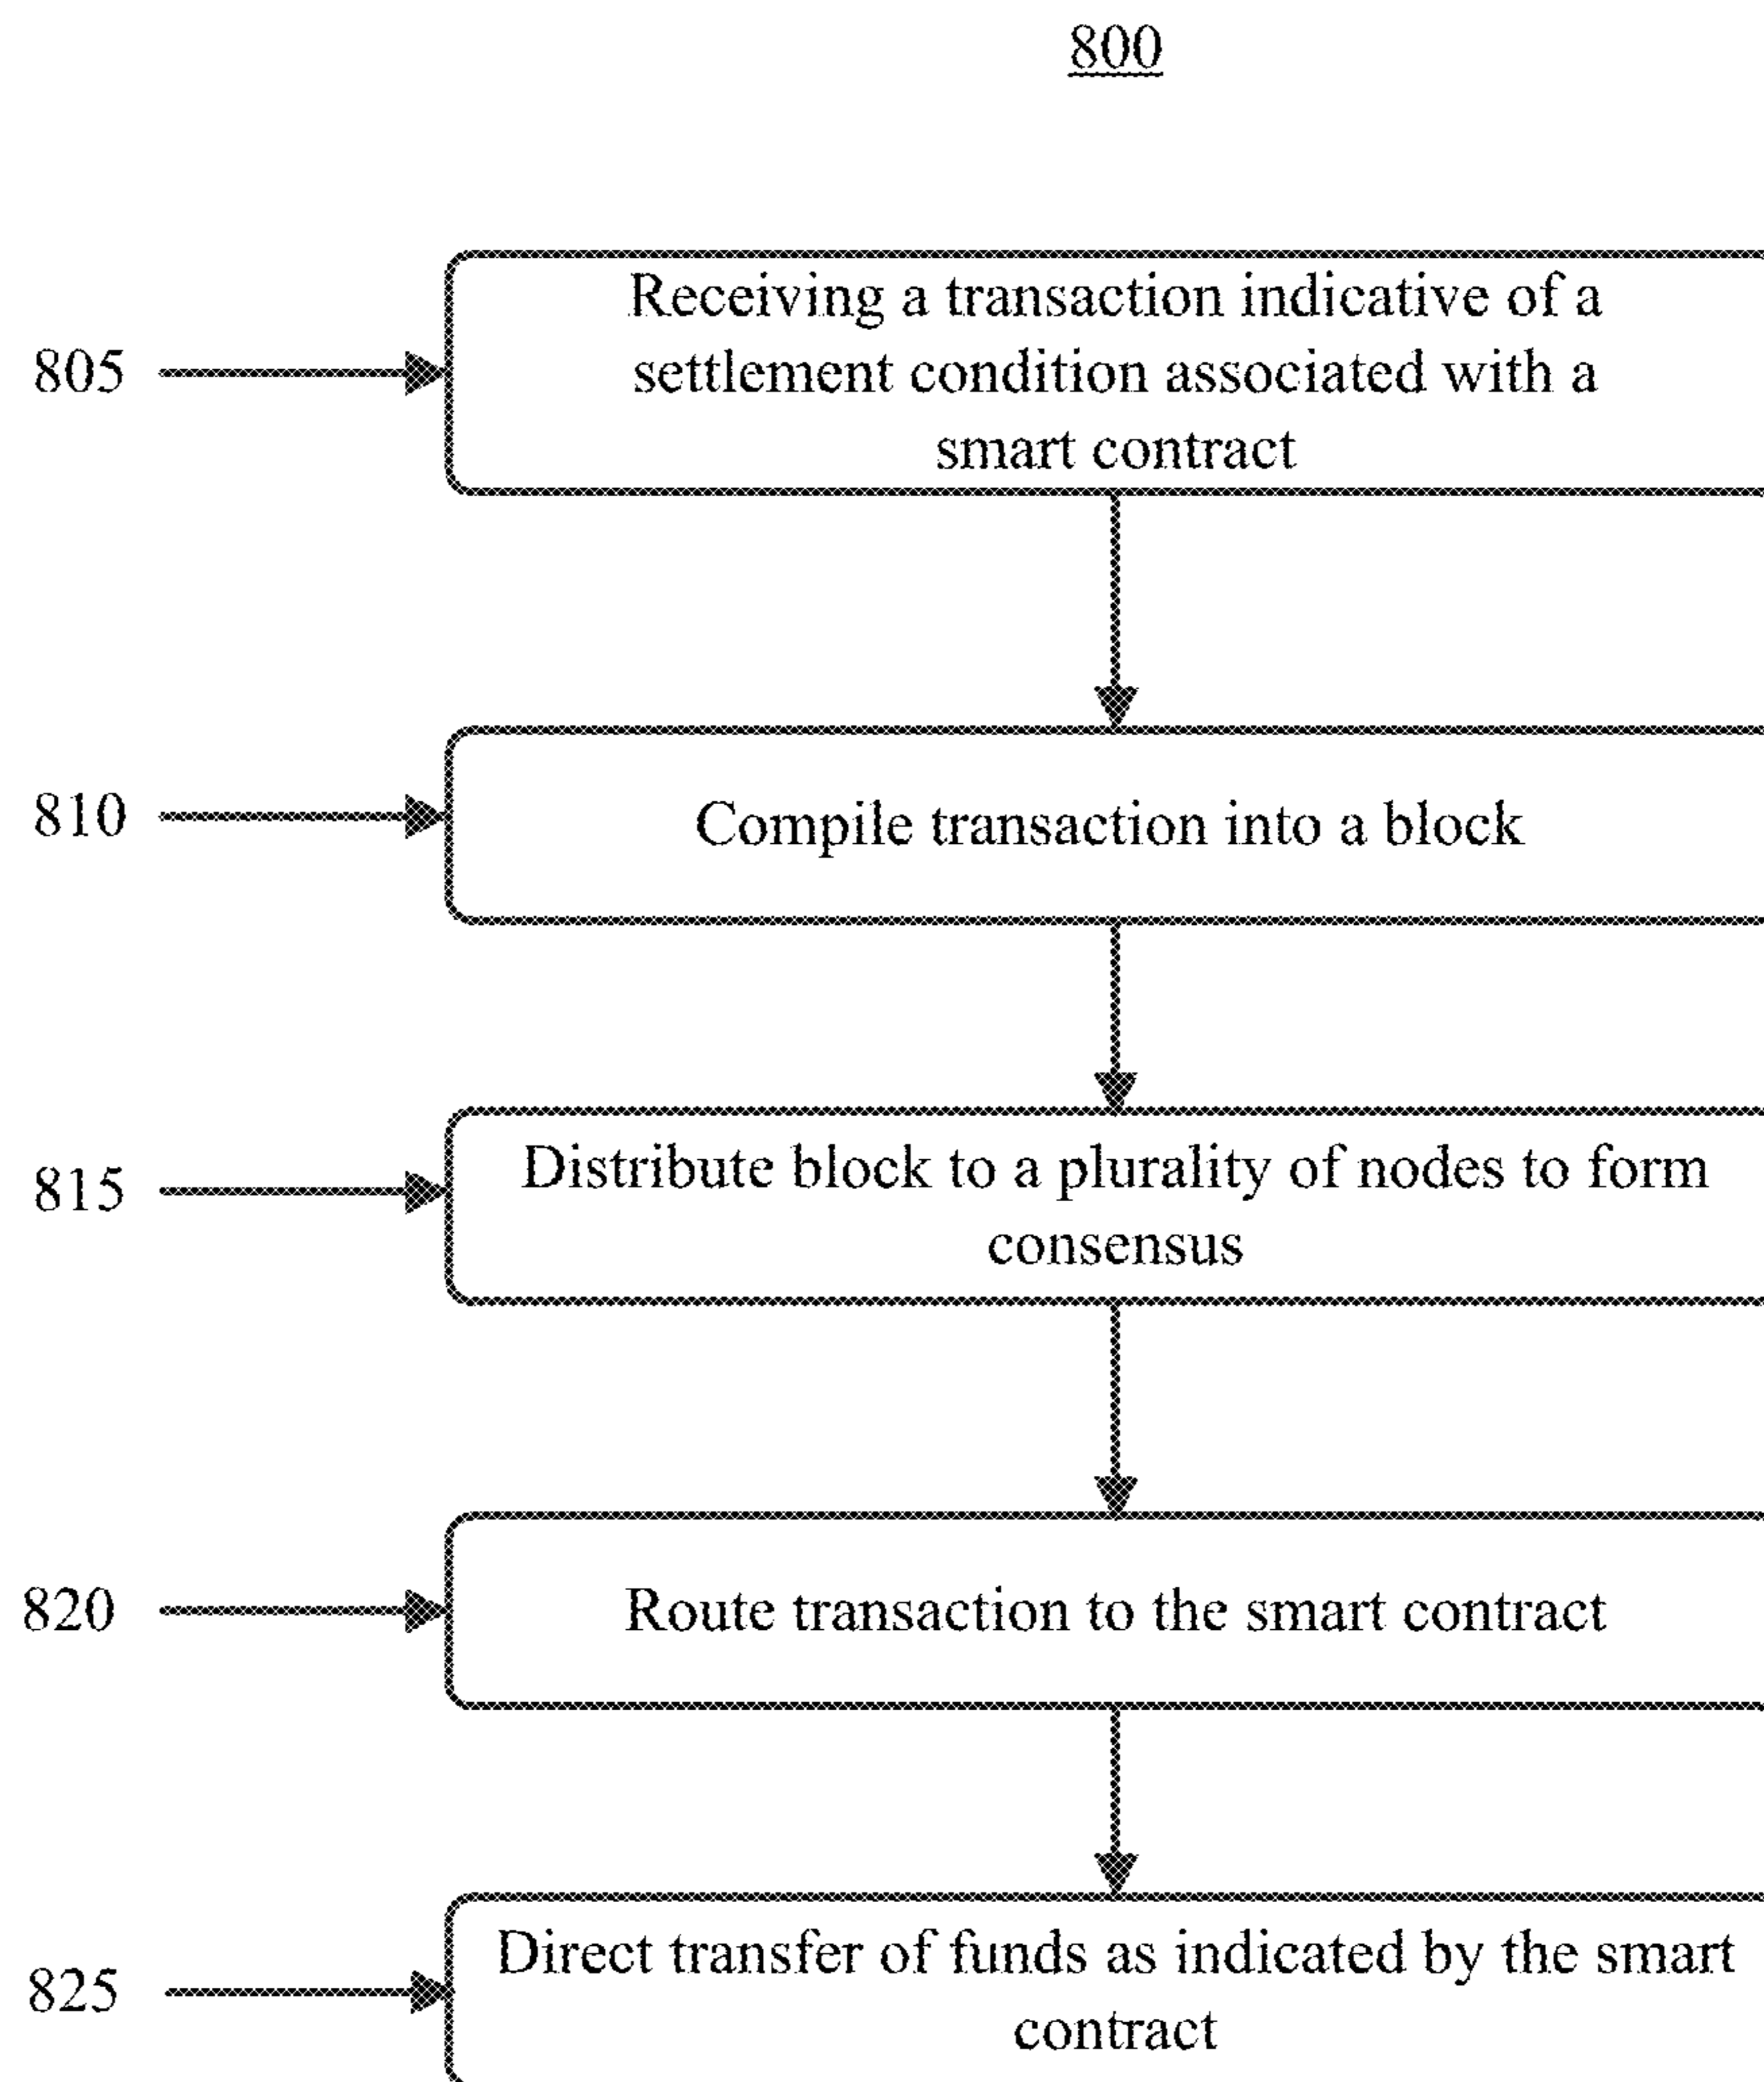 800
805
Receiving a transaction indicative of a
settlement condition associated with a
smart contract
810
Compile transaction into a block
815
Distribute block to a plurality of nodes to form
consensus
820
Route transaction to the smart contract
825
Direct transfer of funds as indicated by the smart
contract